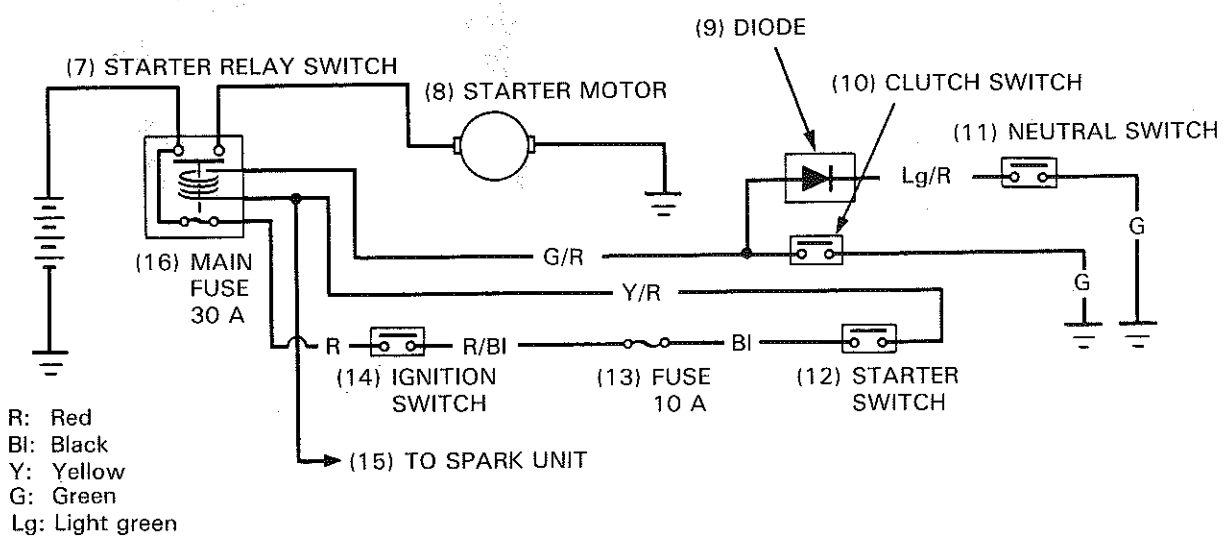 (9) DIODE
(7) STARTER RELAY SWITCH
(8) STARTER MOTOR
(10) CLUTCH SWITCH
(11) NEUTRAL SWITCH
Lg/R
G
(16) MAIN
FUSE
30 A
G/R
G
Y/R
R
R/Bl
Bl
(14) IGNITION
SWITCH
(13) FUSE
10 A
(12) STARTER
SWITCH
R: Red
Bl: Black
Y: Yellow
G: Green
Lg: Light green
(15) TO SPARK UNIT